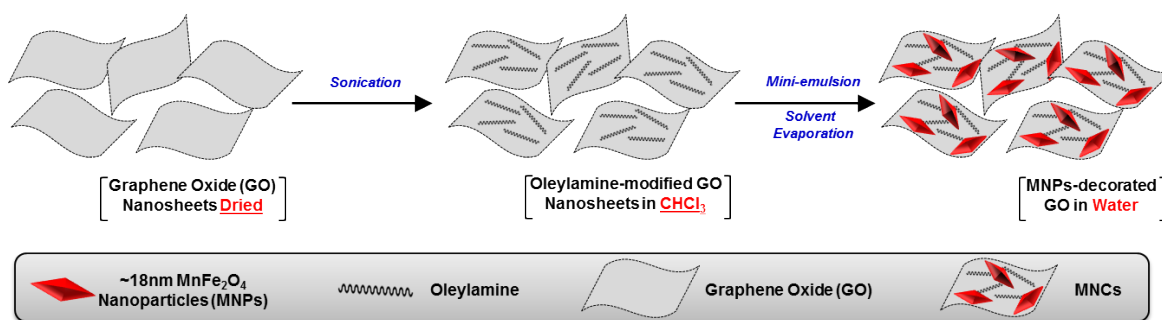 Sonication
Mini-emulsion
Solvent
Evaporation
Graphene Oxide (GO)
Nanosheets Dried
Oleylamine-modified GO
Nanosheets in CHCl₃
MNPs-decorated
GO in Water
~18nm MnFe₂O₄
Nanoparticles (MNPs)
Oleylamine
Graphene Oxide (GO)
MNCs